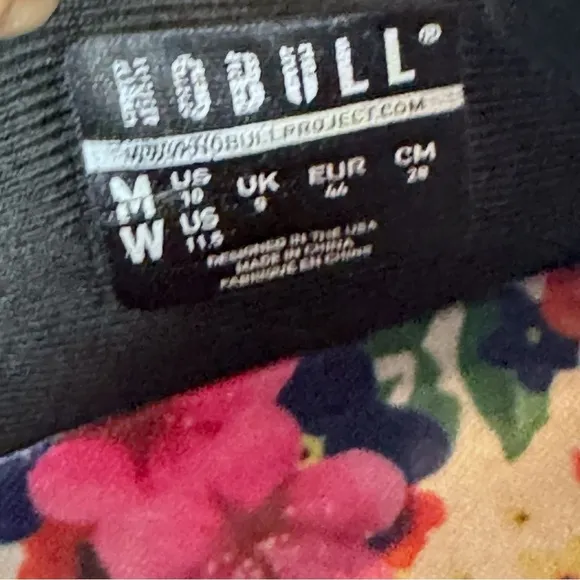 NOBULL®
WWW.NOBULLPROJECT.COM
M US 10 UK 9 EUR 44 CM 28
W US 11.5
DESIGNED IN THE USA
MADE IN CHINA
FABRIQUE EN CHINE